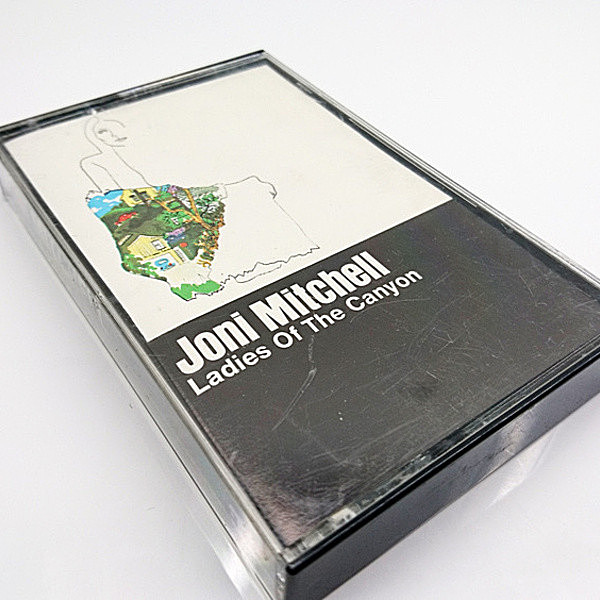 Joni Mitchell
Ladies Of The Canyon